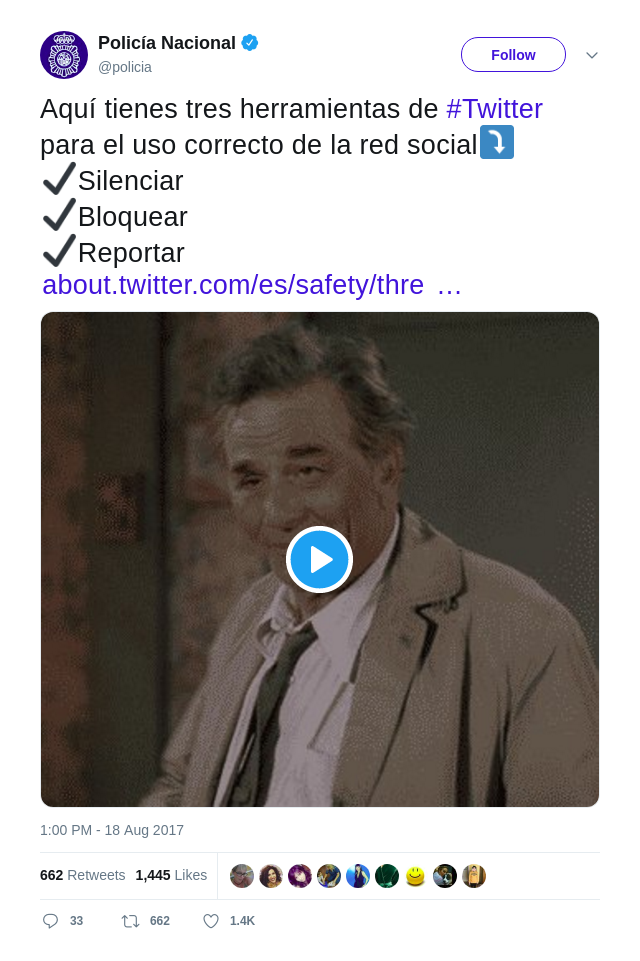 Policía Nacional
@policia
Follow
Aquí tienes tres herramientas de #Twitter
para el uso correcto de la red social⤵
✔Silenciar
✔Bloquear
✔Reportar
about.twitter.com/es/safety/thre …
1:00 PM - 18 Aug 2017
662 Retweets 1,445 Likes
33 662 1.4K